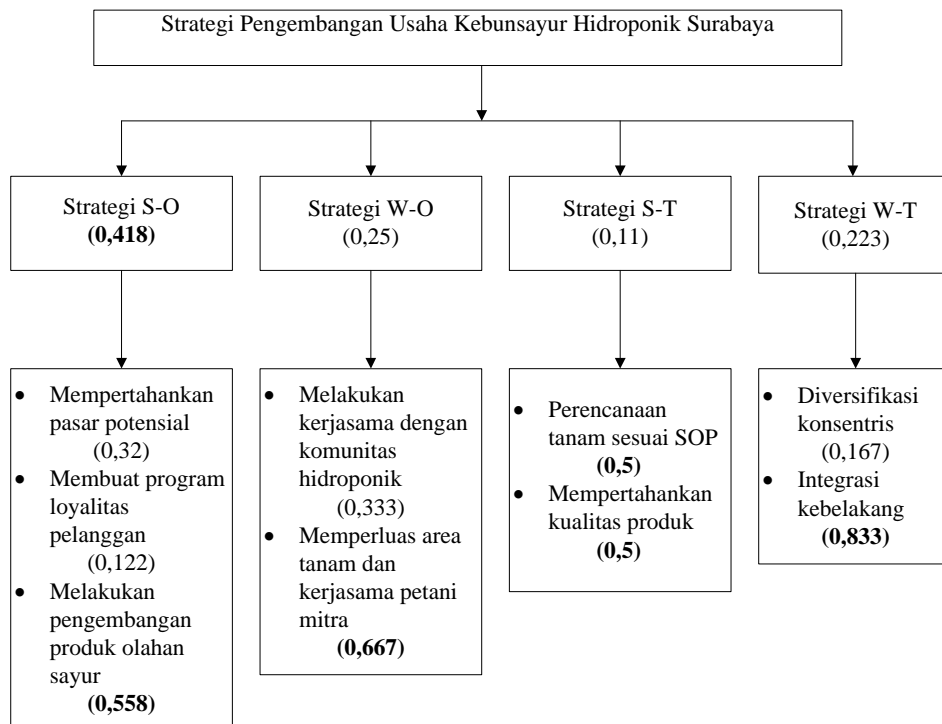 Strategi Pengembangan Usaha Kebunsayur Hidroponik Surabaya
Strategi S-O
(0,418)
Strategi W-O
(0,25)
Strategi S-T
(0,11)
Strategi W-T
(0,223)
• Mempertahankan
pasar potensial
(0,32)
• Membuat program
loyalitas
pelanggan
(0,122)
• Melakukan
pengembangan
produk olahan
sayur
(0,558)
• Melakukan
kerjasama dengan
komunitas
hidroponik
(0,333)
• Memperluas area
tanam dan
kerjasama petani
mitra
(0,667)
• Perencanaan
tanam sesuai SOP
(0,5)
• Mempertahankan
kualitas produk
(0,5)
• Diversifikasi
konsentris
(0,167)
• Integrasi
kebelakang
(0,833)